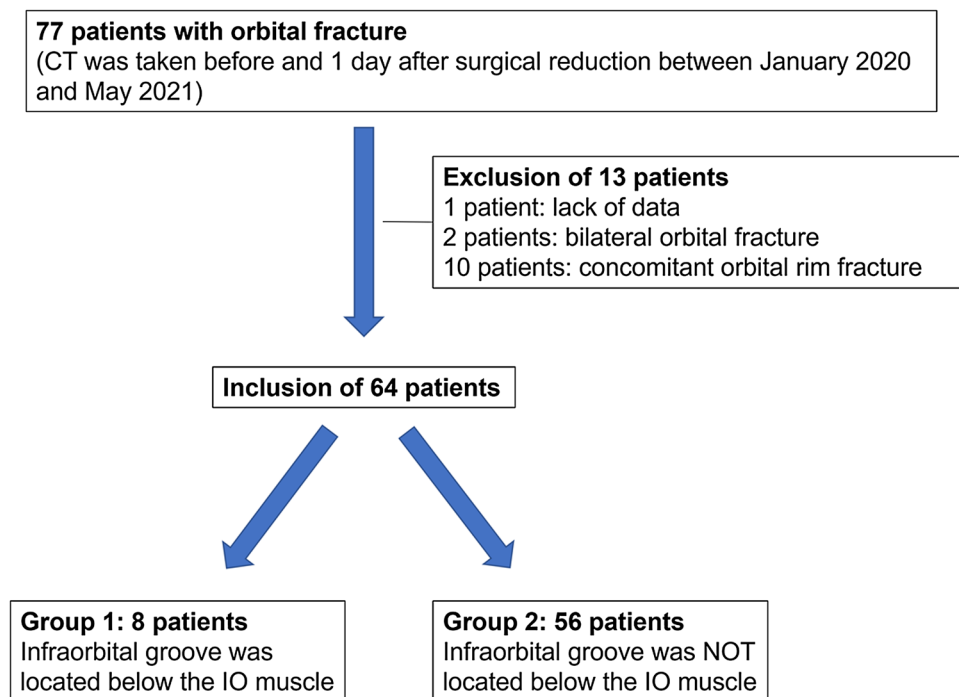 77 patients with orbital fracture
(CT was taken before and 1 day after surgical reduction between January 2020
and May 2021)
Exclusion of 13 patients
1 patient: lack of data
2 patients: bilateral orbital fracture
10 patients: concomitant orbital rim fracture
Inclusion of 64 patients
Group 1: 8 patients
Infraorbital groove was
located below the IO muscle
Group 2: 56 patients
Infraorbital groove was NOT
located below the IO muscle